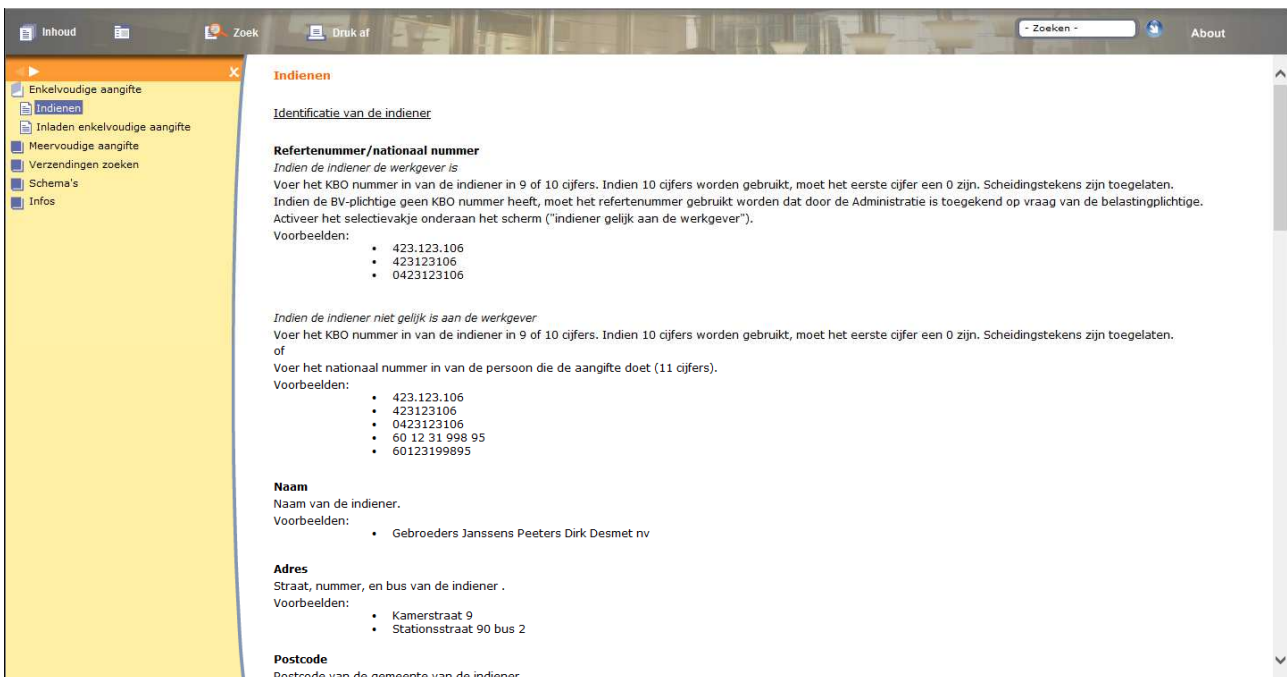 Inhoud
Zoek
Druk af
- Zoeken -
About
X
Enkelvoudige aangifte
Indienen
Inladen enkelvoudige aangifte
Meervoudige aangifte
Verzendingen zoeken
Schema's
Infos
Indienen
Identificatie van de indiener
Refertenummer/nationaal nummer
Indien de indiener de werkgever is
Voer het KBO nummer in van de indiener in 9 of 10 cijfers. Indien 10 cijfers worden gebruikt, moet het eerste cijfer een 0 zijn. Scheidingstekens zijn toegelaten.
Indien de BV-plichtige geen KBO nummer heeft, moet het refertenummer gebruikt worden dat door de Administratie is toegekend op vraag van de belastingplichtige.
Activeer het selectievakje onderaan het scherm ("indiener gelijk aan de werkgever").
Voorbeelden:
• 423.123.106
• 423123106
• 0423123106
Indien de indiener niet gelijk is aan de werkgever
Voer het KBO nummer in van de indiener in 9 of 10 cijfers. Indien 10 cijfers worden gebruikt, moet het eerste cijfer een 0 zijn. Scheidingstekens zijn toegelaten.
of
Voer het nationaal nummer in van de persoon die de aangifte doet (11 cijfers).
Voorbeelden:
• 423.123.106
• 423123106
• 0423123106
• 60 12 31 998 95
• 60123199895
Naam
Naam van de indiener.
Voorbeelden:
• Gebroeders Janssens Peeters Dirk Desmet nv
Adres
Straat, nummer, en bus van de indiener .
Voorbeelden:
• Kamerstraat 9
• Stationsstraat 90 bus 2
Postcode
Postcode van de gemeente van de indiener